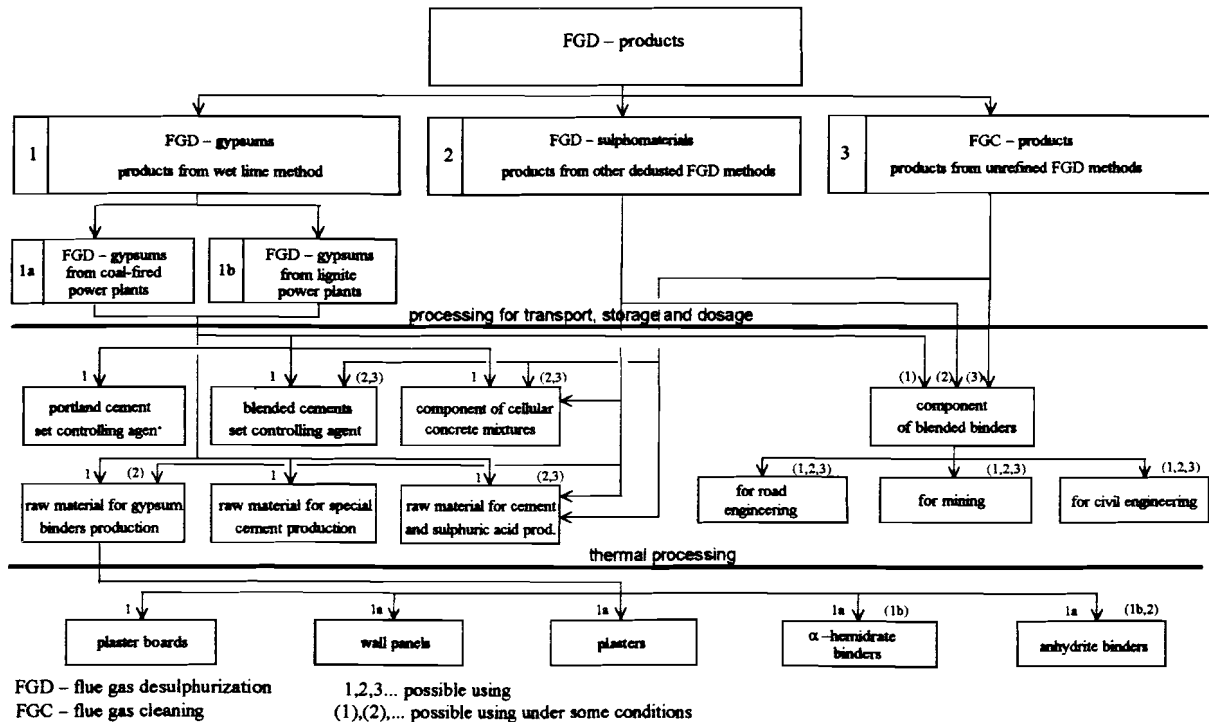 FGD – products
1
FGD – gypsums
products from wet lime method
2
FGD – sulphomaterials
products from other dedusted FGD methods
3
FGC – products
products from unrefined FGD methods
1a
FGD – gypsums
from coal-fired
power plants
1b
FGD – gypsums
from lignite
power plants
processing for transport, storage and dosage
1
1
(2,3)
1
(2,3)
(1)
(2)
(3)
portland cement
set controlling agen
blended cements
set controlling agent
component of cellular
concrete mixtures
component
of blended binders
1
(2)
1
1
(2,3)
(1,2,3)
(1,2,3)
(1,2,3)
raw material for gypsum
binders production
raw material for special
cement production
raw material for cement
and sulphuric acid prod.
for road
engineering
for mining
for civil engineering
thermal processing
1
1a
1a
1a
(1b)
1a
(1b,2)
plaster boards
wall panels
plasters
α –hemidrate
binders
anhydrite binders
FGD – flue gas desulphurization
1,2,3... possible using
FGC – flue gas cleaning
(1),(2),... possible using under some conditions